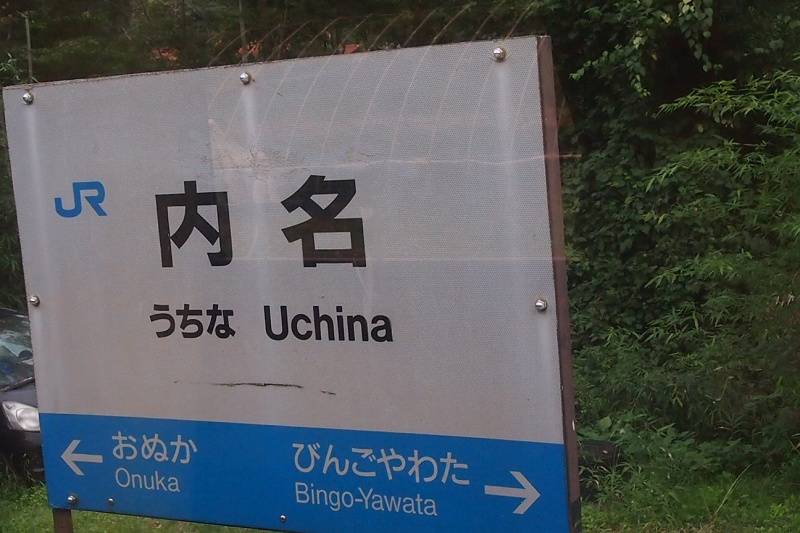 JR
内名
うちな Uchina
← おぬか びんごやわた →
Onuka Bingo-Yawata